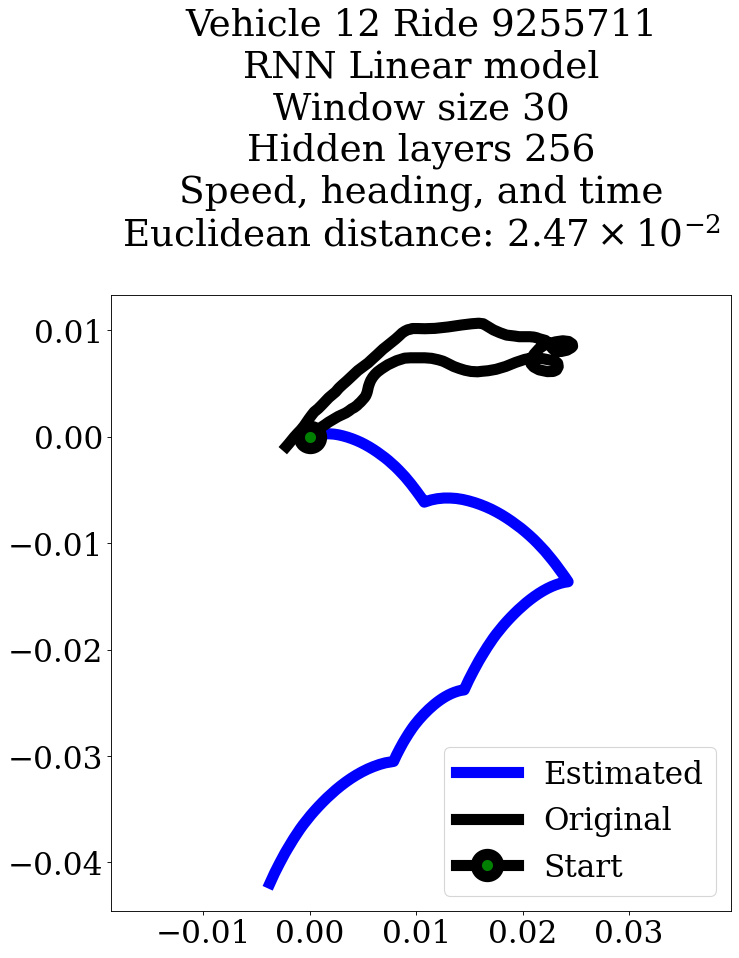 Vehicle 12 Ride 9255711
RNN Linear model
Window size 30
Hidden layers 256
Speed, heading, and time
Euclidean distance: 2.47 × 10⁻²
0.01
0.00
−0.01
−0.02
−0.03
−0.04
Estimated
Original
Start
−0.01 0.00 0.01 0.02 0.03